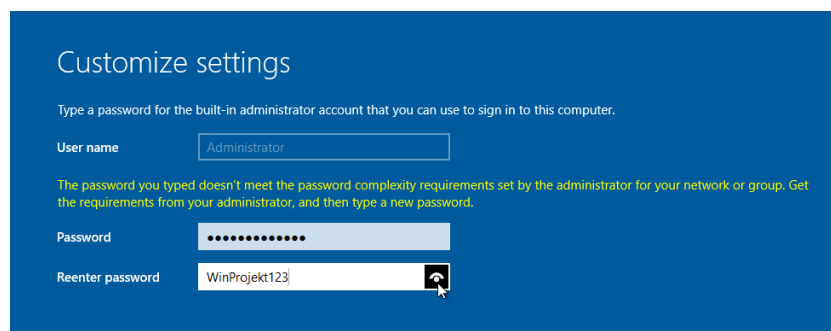 Customize settings
Type a password for the built-in administrator account that you can use to sign in to this computer.
User name
Administrator
The password you typed doesn't meet the password complexity requirements set by the administrator for your network or group. Get
the requirements from your administrator, and then type a new password.
Password
●●●●●●●●●●●●●
Reenter password
WinProjekt123